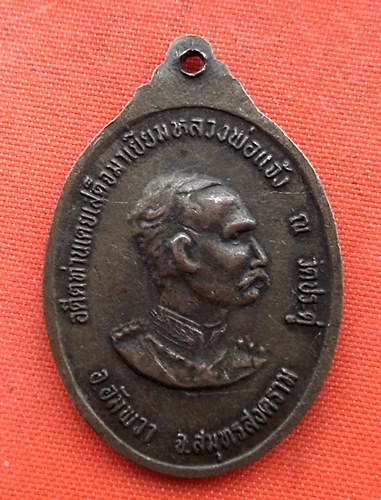 อดีตท่านเคยเสด็จมาเยี่ยมหลวงพ่อแจ้ง ณ วัดประดู่
อ.อัมพวา จ.สมุทรสงคราม